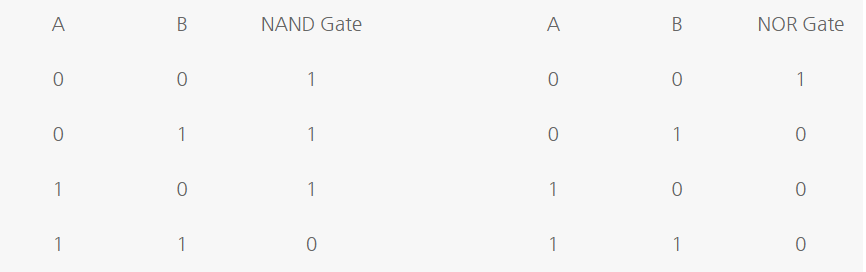 A B NAND Gate A B NOR Gate
0 0 1 0 0 1
0 1 1 0 1 0
1 0 1 1 0 0
1 1 0 1 1 0